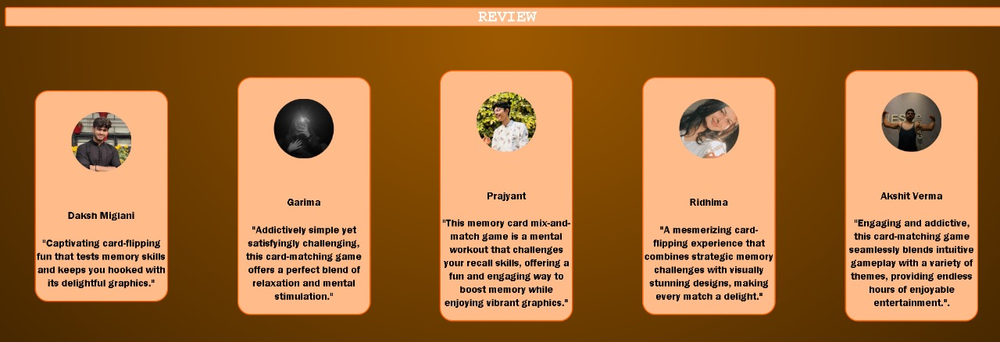 REVIEW
Daksh Miglani
"Captivating card-flipping
fun that tests memory skills
and keeps you hooked with
its delightful graphics."
Garima
"Addictively simple yet
satisfyingly challenging,
this card-matching game
offers a perfect blend of
relaxation and mental
stimulation."
Prajyant
"This memory card mix-and-
match game is a mental
workout that challenges
your recall skills, offering a
fun and engaging way to
boost memory while
enjoying vibrant graphics."
Ridhima
"A mesmerizing card-
flipping experience that
combines strategic memory
challenges with visually
stunning designs, making
every match a delight."
Akshit Verma
"Engaging and addictive,
this card-matching game
seamlessly blends intuitive
gameplay with a variety of
themes, providing endless
hours of enjoyable
entertainment.".